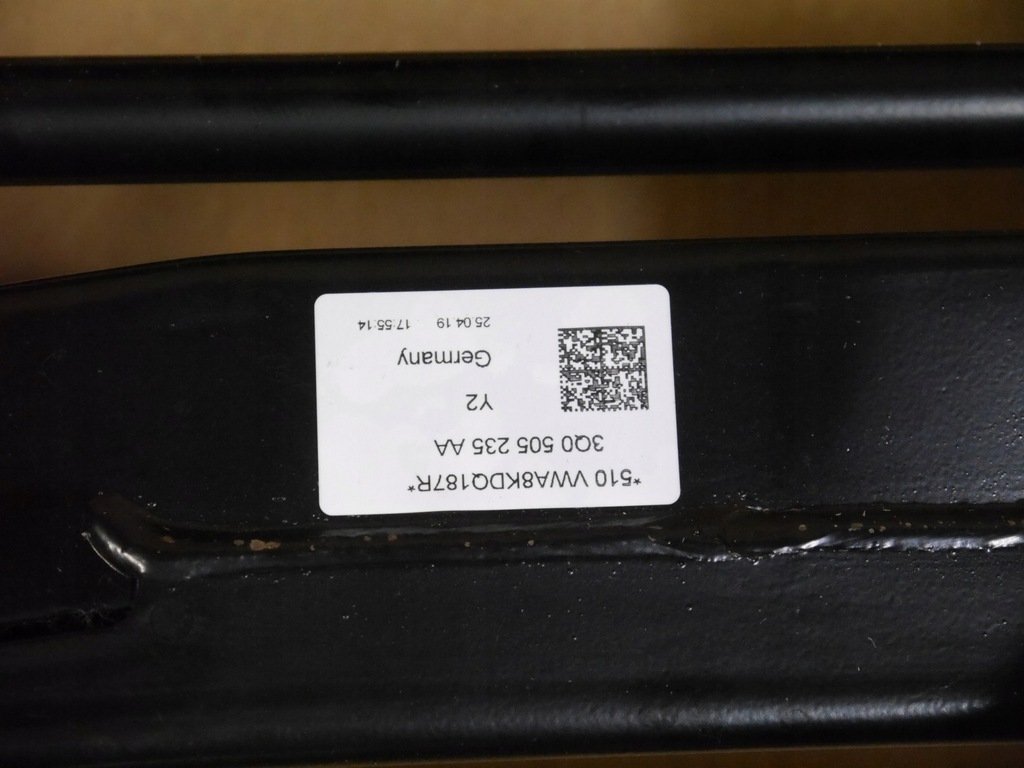 *510 VWA8KDQ187R*
3Q0 505 235 AA
Y2
Germany
25.04.19 17:55:14